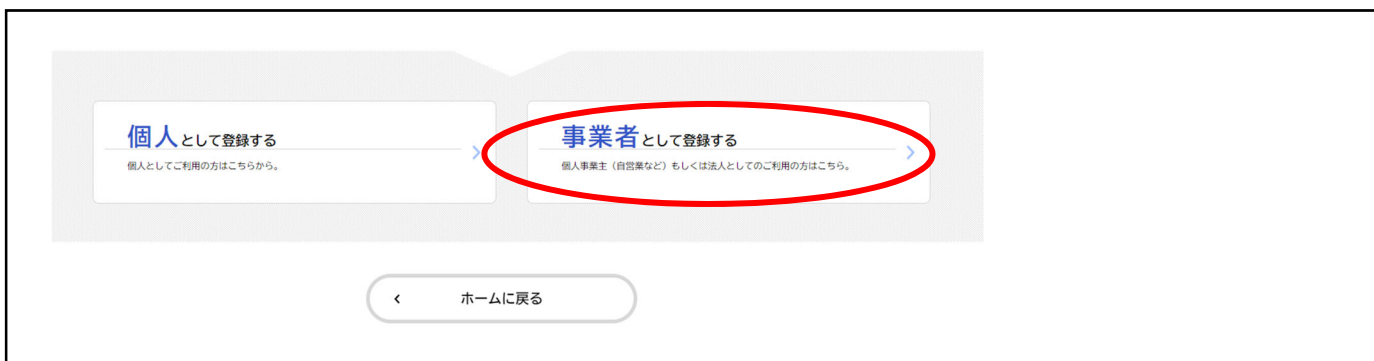 個人として登録する
個人としてご利用の方はこちらから。
事業者として登録する
個人事業主（自営業など）もしくは法人としてのご利用の方はこちら。
ホームに戻る